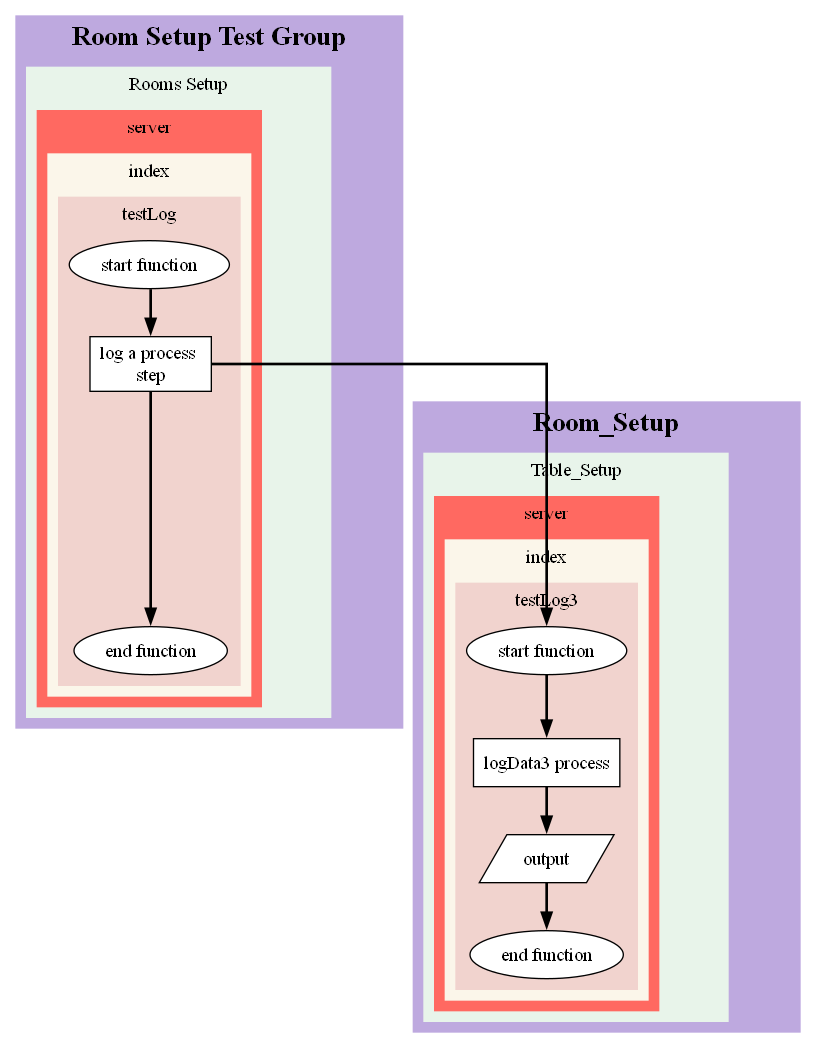 Room Setup Test Group
Rooms Setup
server
index
testLog
start function
log a process
step
end function
Room_Setup
Table_Setup
server
index
testLog3
start function
logData3 process
output
end function